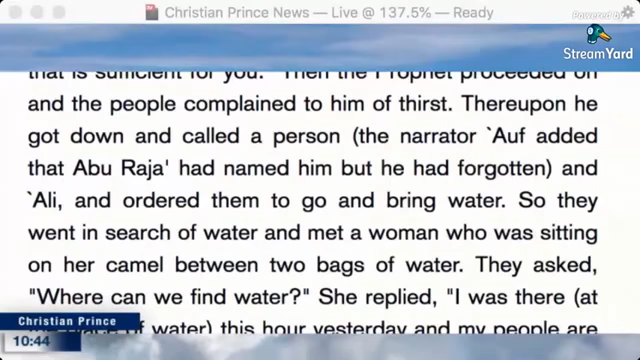 Christian Prince News — Live @ 137.5% — Ready
Powered by
StreamYard
that is sufficient for you." Then the Prophet proceeded on
and the people complained to him of thirst. Thereupon he
got down and called a person (the narrator `Auf added
that Abu Raja' had named him but he had forgotten) and
`Ali, and ordered them to go and bring water. So they
went in search of water and met a woman who was sitting
on her camel between two bags of water. They asked,
"Where can we find water?" She replied, "I was there (at
of water) this hour yesterday and my people are
Christian Prince
10:44